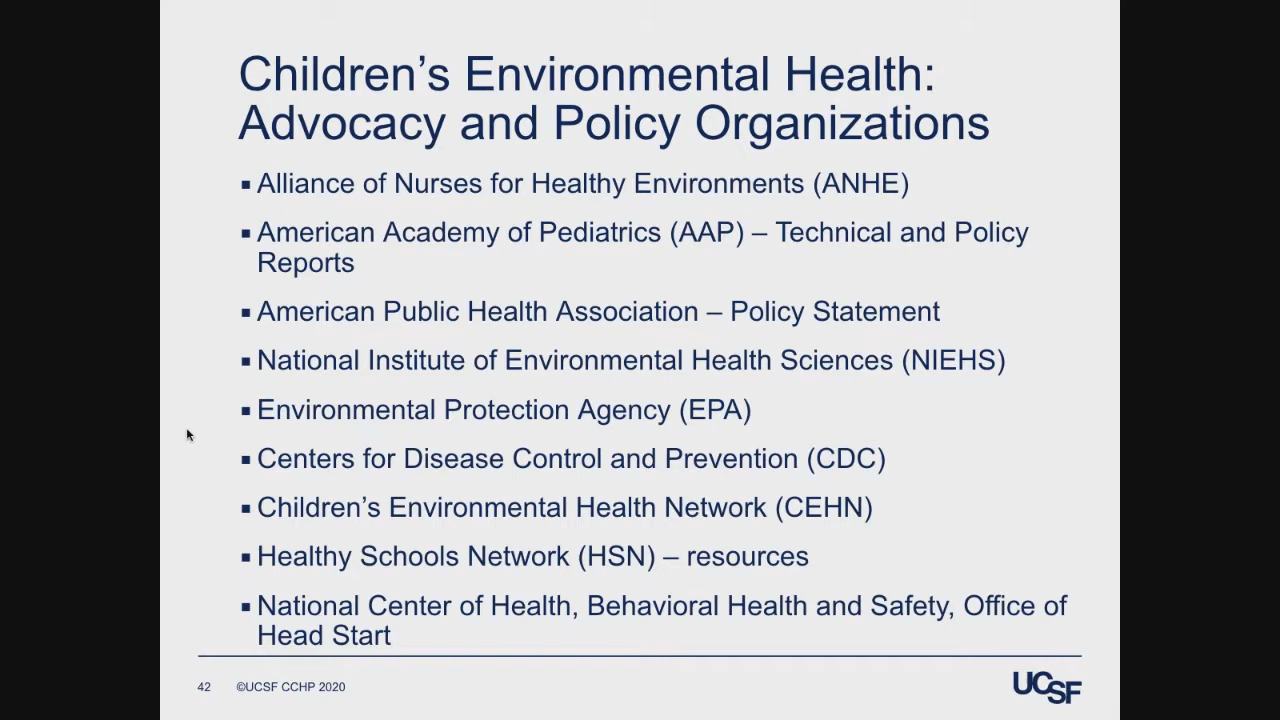 Children’s Environmental Health:
Advocacy and Policy Organizations
▪ Alliance of Nurses for Healthy Environments (ANHE)
▪ American Academy of Pediatrics (AAP) – Technical and Policy
Reports
▪ American Public Health Association – Policy Statement
▪ National Institute of Environmental Health Sciences (NIEHS)
▪ Environmental Protection Agency (EPA)
▪ Centers for Disease Control and Prevention (CDC)
▪ Children’s Environmental Health Network (CEHN)
▪ Healthy Schools Network (HSN) – resources
▪ National Center of Health, Behavioral Health and Safety, Office of
Head Start
42 ©UCSF CCHP 2020
UCSF